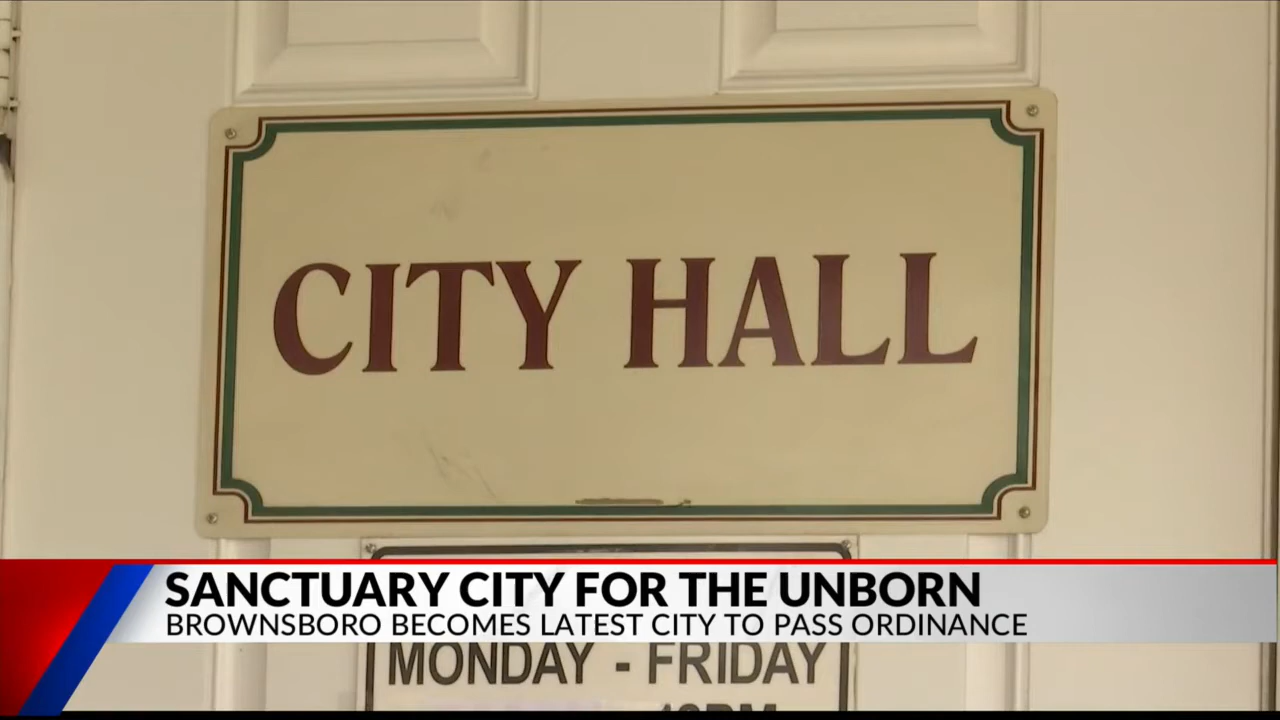 CITY HALL
SANCTUARY CITY FOR THE UNBORN
BROWNSBORO BECOMES LATEST CITY TO PASS ORDINANCE
MONDAY - FRIDAY